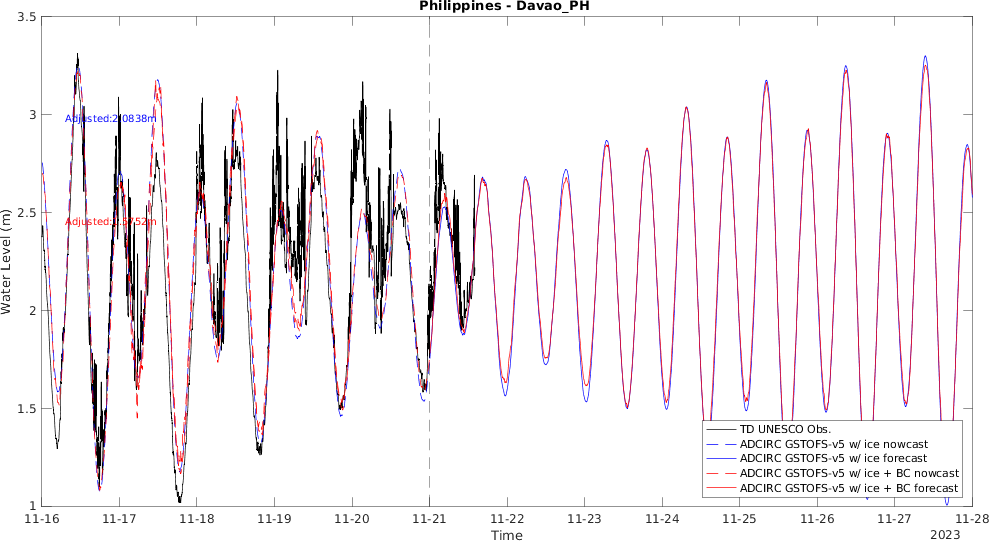 Philippines - Davao_PH
3.5
3
2.5
2
1.5
1
Water Level (m)
Adjusted:2.0838m
11-16
11-17
11-18
11-19
11-20
11-21
11-22
11-23
11-24
11-25
11-26
11-27
11-28
Time
2023
TD UNESCO Obs.
ADCIRC GSTOFS-v5 w/ ice nowcast
ADCIRC GSTOFS-v5 w/ ice forecast
ADCIRC GSTOFS-v5 w/ ice + BC nowcast
ADCIRC GSTOFS-v5 w/ ice + BC forecast